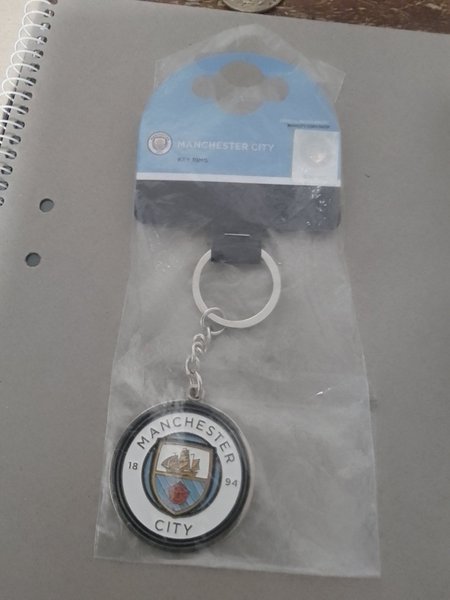 MANCHESTER CITY
KEY RING
MANCHESTER
18 94
CITY